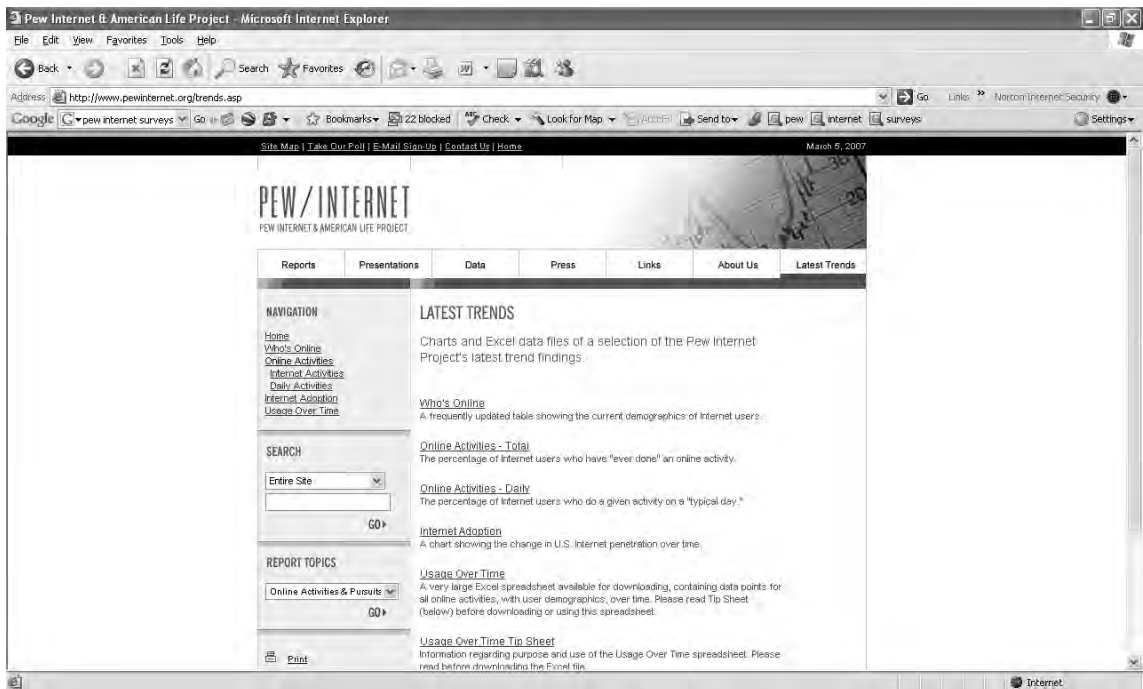 Pew Internet & American Life Project - Microsoft Internet Explorer
File Edit View Favorites Tools Help
Back Search Favorites
Address http://www.pewinternet.org/trends.asp Go Links » Norton Internet Security
Google pew internet surveys Go Bookmarks 22 blocked Check Look for Map AutoFill Send to pew internet surveys Settings
Site Map | Take Our Poll | E-Mail Sign-Up | Contact Us | Home March 5, 2007
PEW/INTERNET
PEW INTERNET & AMERICAN LIFE PROJECT
Reports Presentations Data Press Links About Us Latest Trends
NAVIGATION
Home
Who's Online
Online Activities
Internet Activities
Daily Activities
Internet Adoption
Usage Over Time
SEARCH
Entire Site
GO
REPORT TOPICS
Online Activities & Pursuits
GO
Print
LATEST TRENDS
Charts and Excel data files of a selection of the Pew Internet
Project's latest trend findings.
Who's Online
A frequently updated table showing the current demographics of Internet users.
Online Activities - Total
The percentage of Internet users who have "ever done" an online activity.
Online Activities - Daily
The percentage of Internet users who do a given activity on a "typical day."
Internet Adoption
A chart showing the change in U.S. Internet penetration over time.
Usage Over Time
A very large Excel spreadsheet available for downloading, containing data points for
all online activities, with user demographics, over time. Please read Tip Sheet
(below) before downloading or using this spreadsheet.
Usage Over Time Tip Sheet
Information regarding purpose and use of the Usage Over Time spreadsheet. Please
read before downloading the Excel file.
Internet